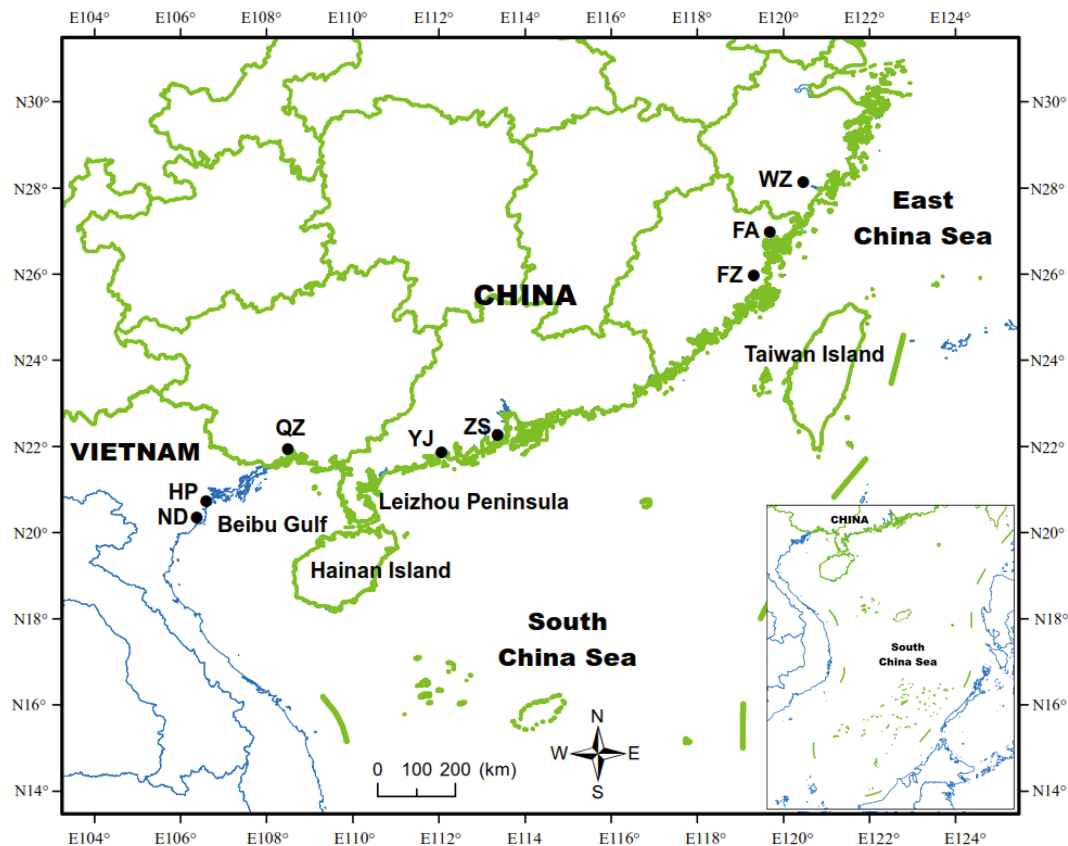 E104° E106° E108° E110° E112° E114° E116° E118° E120° E122° E124°
N30° N30°
WZ
N28° N28°
East
China Sea
FA
FZ
N26° N26°
CHINA
Taiwan Island
N24° N24°
QZ
YJ
ZS
VIETNAM
N22° N22°
HP
Leizhou Peninsula
ND
Beibu Gulf
N20° N20°
CHINA
Hainan Island
N18° N18°
South
China Sea
South
China Sea
N16° N16°
N
W E
S
0 100 200 (km)
N14° N14°
E104° E106° E108° E110° E112° E114° E116° E118° E120° E122° E124°